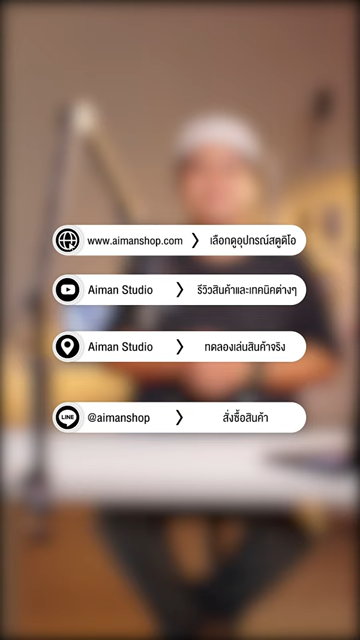 www.aimanshop.com > เลือกดูอุปกรณ์สตูดิโอ
Aiman Studio > รีวิวสินค้าและเทคนิคต่างๆ
Aiman Studio > ทดลองเล่นสินค้าจริง
LINE @aimanshop > สั่งซื้อสินค้า